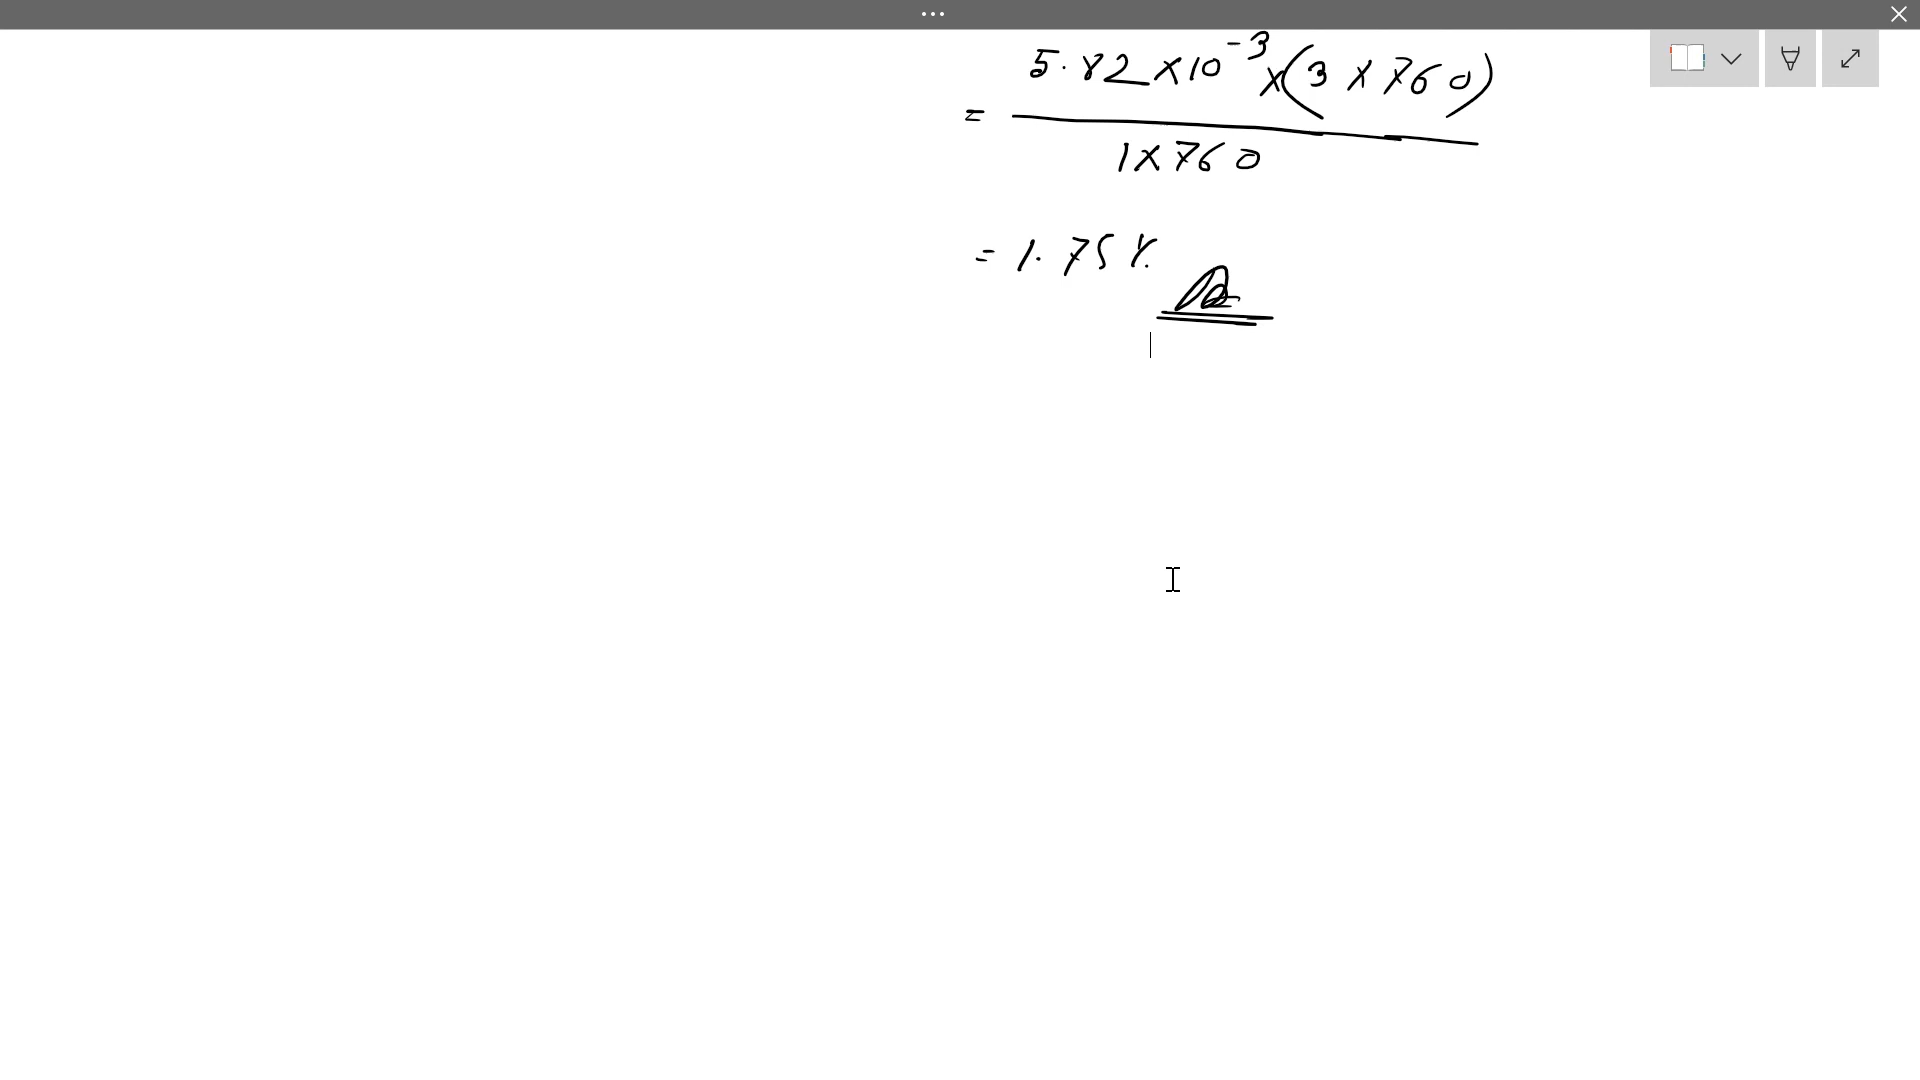 5.82 × 10⁻³ × (3 × 760)
=
1 × 760
= 1.75 %